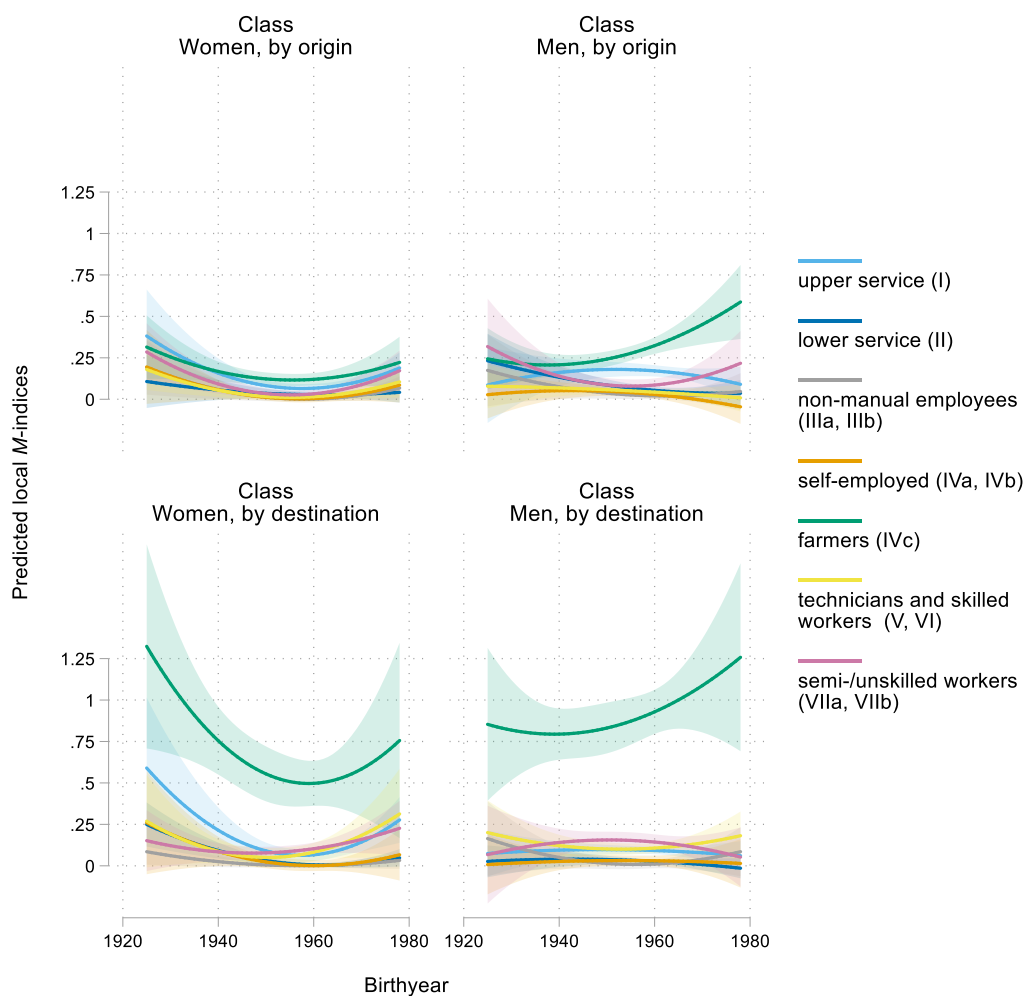 Class
Women, by origin
Class
Men, by origin
1.25
1
.75
.5
.25
0
Class
Women, by destination
Class
Men, by destination
1.25
1
.75
.5
.25
0
1920
1940
1960
1980
1920
1940
1960
1980
Predicted local M-indices
Birthyear
upper service (I)
lower service (II)
non-manual employees
(IIIa, IIIb)
self-employed (IVa, IVb)
farmers (IVc)
technicians and skilled
workers (V, VI)
semi-/unskilled workers
(VIIa, VIIb)